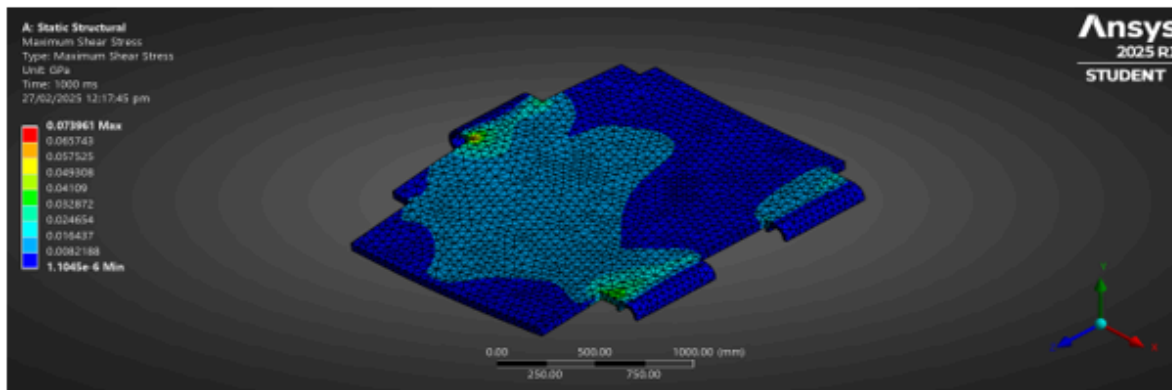 A: Static Structural
Maximum Shear Stress
Type: Maximum Shear Stress
Unit: GPa
Time: 1000 ms
27/02/2025 12:17:45 pm
0.073961 Max
0.065743
0.057525
0.049308
0.04109
0.032872
0.024654
0.016437
0.0082188
1.1045e-6 Min
Ansys
2025
STUDENT
0.00 500.00 1000.00 (mm)
250.00 750.00
Y
X